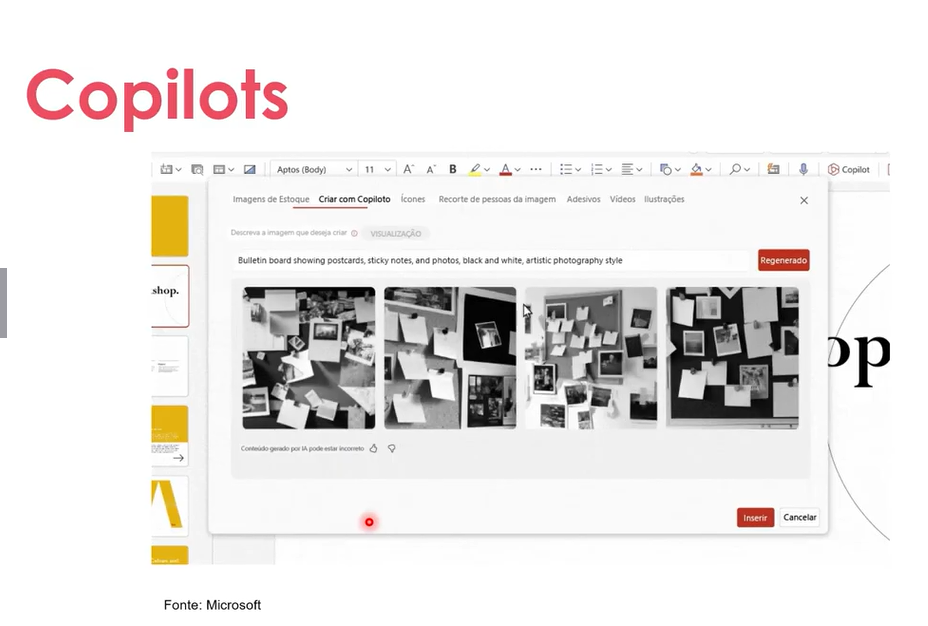 Copilots
Aptos (Body) 11 A A B A ... Copilot
Imagens de Estoque Criar com Copiloto Ícones Recorte de pessoas da imagem Adesivos Vídeos Ilustrações
Descreva a imagem que deseja criar VISUALIZAÇÃO
Bulletin board showing postcards, sticky notes, and photos, black and white, artistic photography style Regenerado
shop.
op
Conteúdo gerado por IA pode estar incorreto
Inserir Cancelar
Fonte: Microsoft